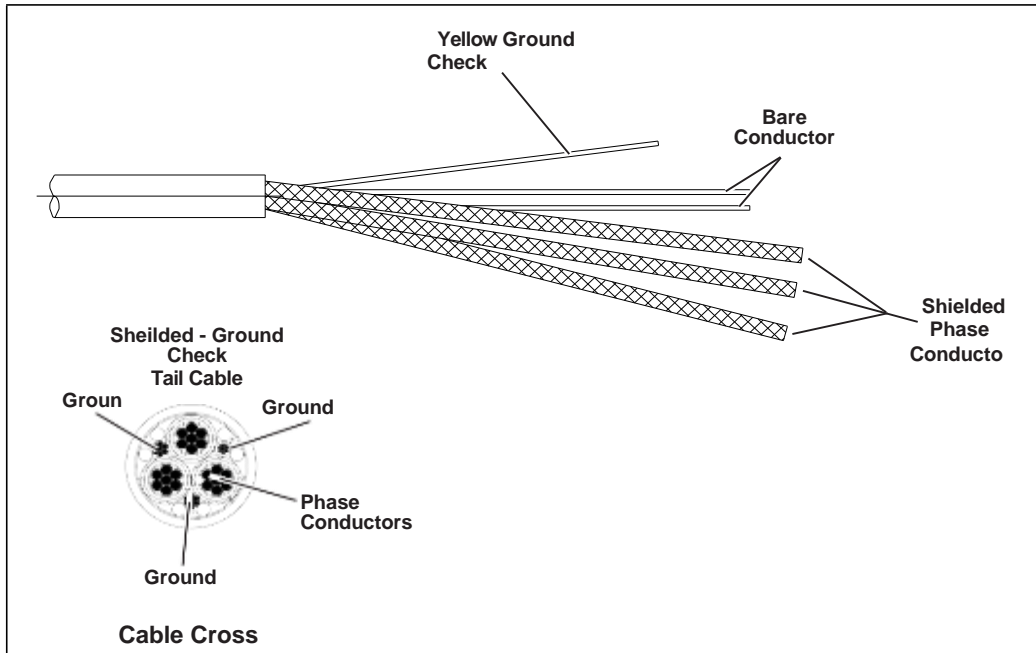 Yellow Ground
Check
Bare
Conductor
Shielded
Phase
Conducto
Sheilded - Ground
Check
Tail Cable
Groun
Ground
Phase
Conductors
Ground
Cable Cross